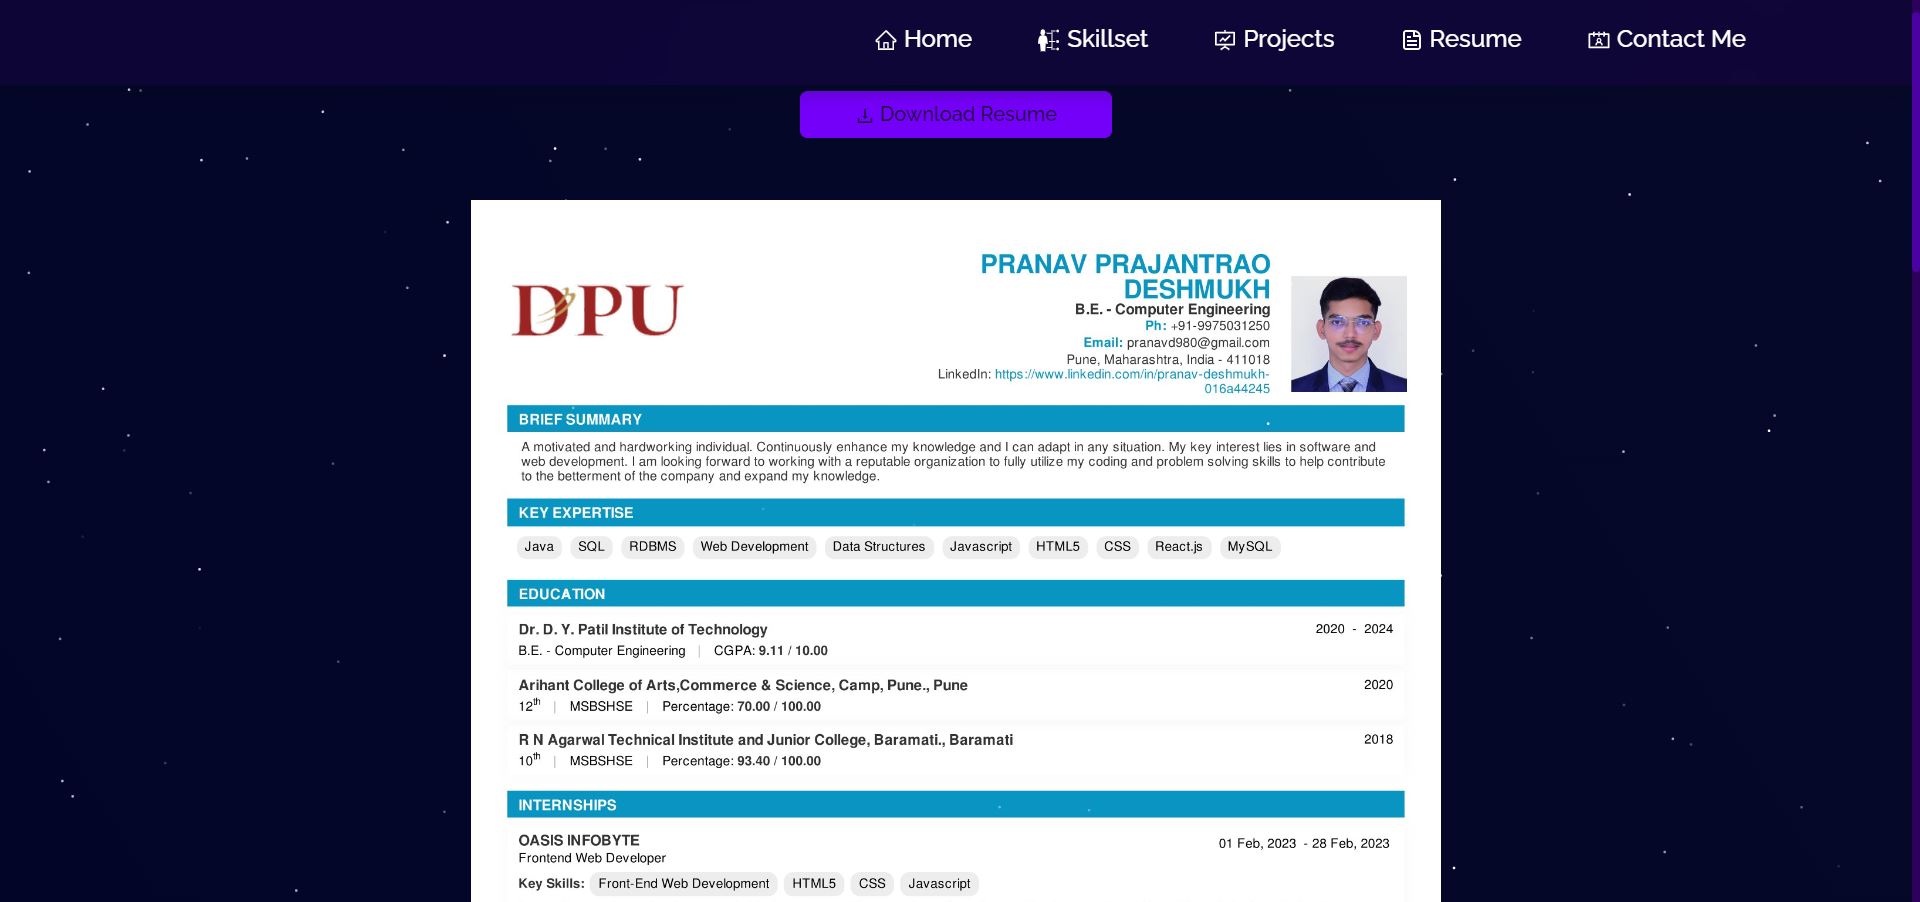 Home Skillset Projects Resume Contact Me
Download Resume
DPU
PRANAV PRAJANTRAO
DESHMUKH
B.E. - Computer Engineering
Ph: +91-9975031250
Email: pranavd980@gmail.com
Pune, Maharashtra, India - 411018
LinkedIn: https://www.linkedin.com/in/pranav-deshmukh-
016a44245
BRIEF SUMMARY
A motivated and hardworking individual. Continuously enhance my knowledge and I can adapt in any situation. My key interest lies in software and
web development. I am looking forward to working with a reputable organization to fully utilize my coding and problem solving skills to help contribute
to the betterment of the company and expand my knowledge.
KEY EXPERTISE
Java SQL RDBMS Web Development Data Structures Javascript HTML5 CSS React.js MySQL
EDUCATION
Dr. D. Y. Patil Institute of Technology 2020 - 2024
B.E. - Computer Engineering | CGPA: 9.11 / 10.00
Arihant College of Arts,Commerce & Science, Camp, Pune., Pune 2020
12th | MSBSHSE | Percentage: 70.00 / 100.00
R N Agarwal Technical Institute and Junior College, Baramati., Baramati 2018
10th | MSBSHSE | Percentage: 93.40 / 100.00
INTERNSHIPS
OASIS INFOBYTE 01 Feb, 2023 - 28 Feb, 2023
Frontend Web Developer
Key Skills: Front-End Web Development HTML5 CSS Javascript